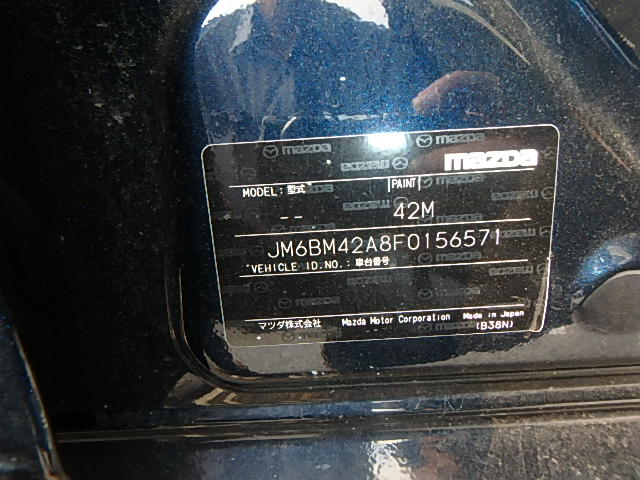 mazda
MODEL: 型式 PAINT
-- 42M
JM6BM42A8F0156571
VEHICLE ID.NO.: 車台番号
マツダ株式会社 Mazda Motor Corporation Made in Japan
(B38N)